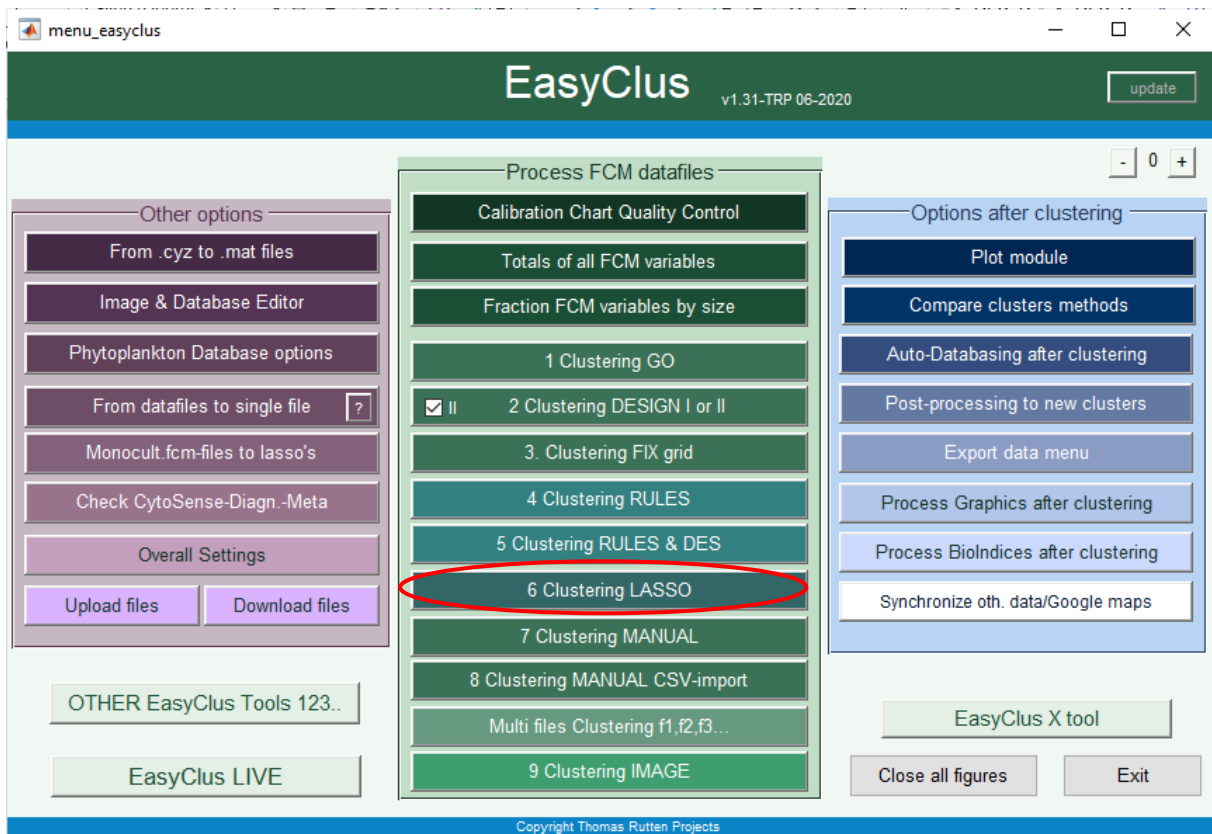 menu_easyclus
EasyClus v1.31-TRP 06-2020
update
- 0 +
Other options
From .cyz to .mat files
Image & Database Editor
Phytoplankton Database options
From datafiles to single file ?
Monocult.fcm-files to lasso's
Check CytoSense-Diagn.-Meta
Overall Settings
Upload files Download files
OTHER EasyClus Tools 123..
EasyClus LIVE
Process FCM datafiles
Calibration Chart Quality Control
Totals of all FCM variables
Fraction FCM variables by size
1 Clustering GO
II 2 Clustering DESIGN I or II
3. Clustering FIX grid
4 Clustering RULES
5 Clustering RULES & DES
6 Clustering LASSO
7 Clustering MANUAL
8 Clustering MANUAL CSV-import
Multi files Clustering f1,f2,f3...
9 Clustering IMAGE
Options after clustering
Plot module
Compare clusters methods
Auto-Databasing after clustering
Post-processing to new clusters
Export data menu
Process Graphics after clustering
Process BioIndices after clustering
Synchronize oth. data/Google maps
EasyClus X tool
Close all figures Exit
Copyright Thomas Rutten Projects